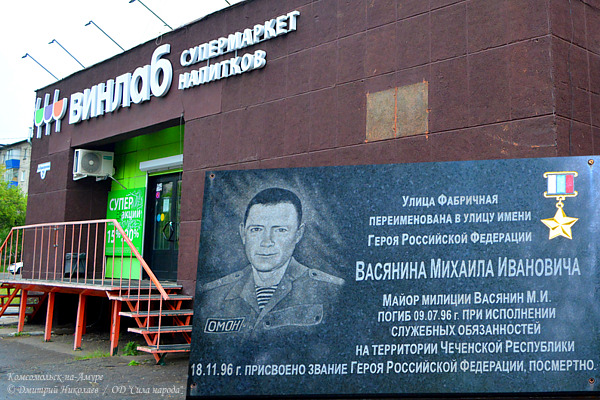 ВИНЛАБ
СУПЕРМАРКЕТ
НАПИТКОВ
СУПЕР
АКЦИИ
Улица Фабричная
переименована в улицу имени
Героя Российской Федерации
Васянина Михаила Ивановича
Майор милиции Васянин М.И.
погиб 09.07.96 г. при исполнении
служебных обязанностей
на территории Чеченской Республики
18.11.96 г. присвоено звание Героя Российской Федерации, посмертно.
ОМОН
Комсомольск-на-Амуре
© Дмитрий Николаев / ОД "Сила народа"